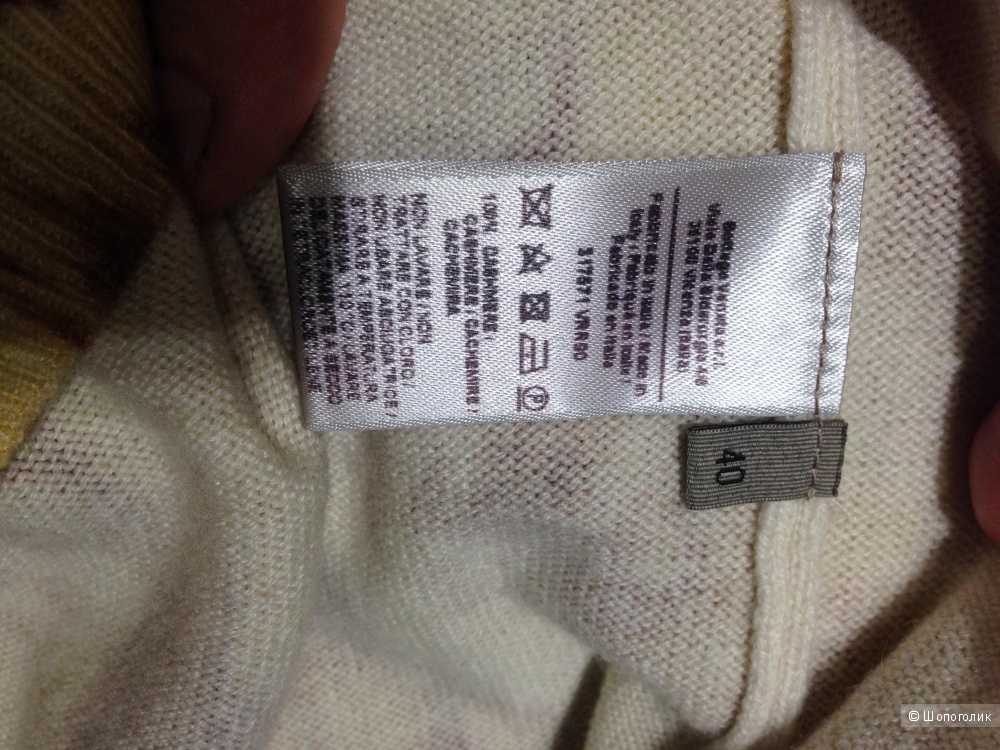 Bottega Veneta s.r.l.
36100 Vicenza (Italia)
Fabbricato in Italia / Made in
Italy / Fabriqué en Italie /
Fabricado en Italia
317671 VRR90
P
100% CASHMERE /
CACHEMIRE / CACHEMIRE /
CACHEMIRA
NON LAVARE / NON
TRATTARE CON CLORO /
NON USARE ASCIUGATRICE /
STIRARE A TEMPERATURA
MASSIMA 110°C / LAVARE
DELICATAMENTE A SECCO
40
© Шопоголик